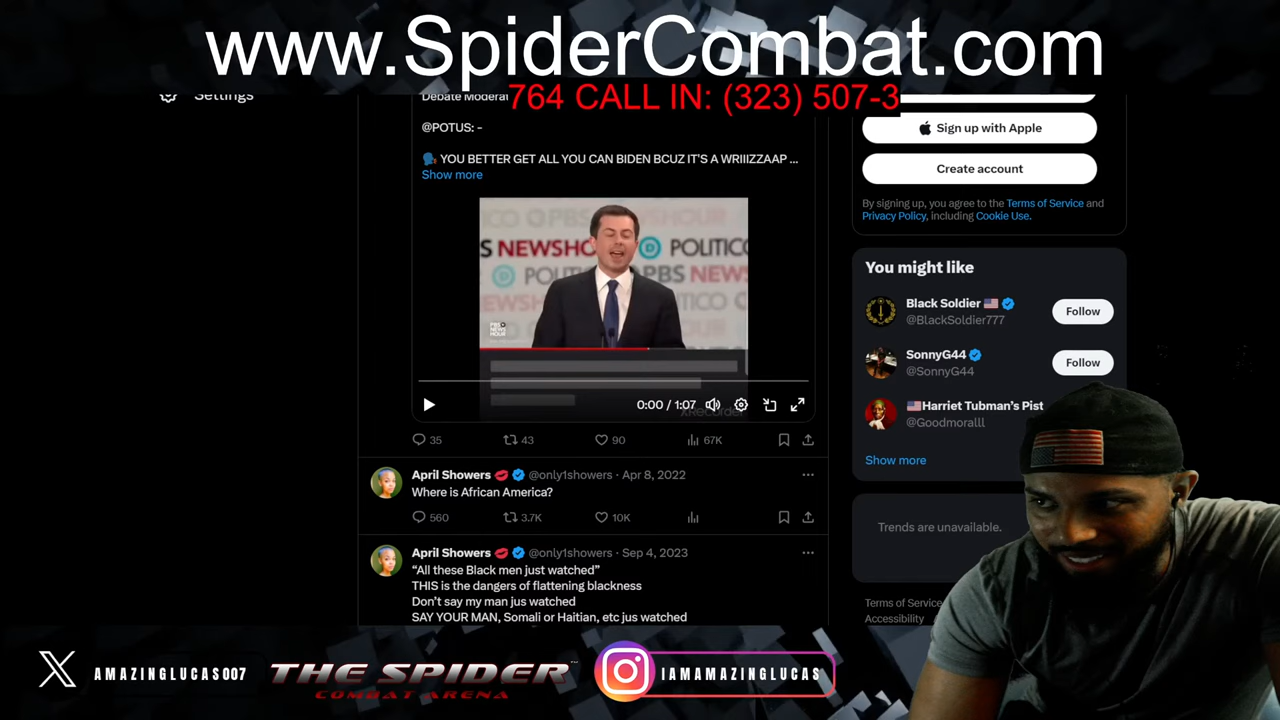 www.SpiderCombat.com
764 CALL IN: (323) 507-3
Settings
@POTUS: -
🗣 YOU BETTER GET ALL YOU CAN BIDEN BCUZ IT'S A WRIIIZZAAP ...
Show more
NEWSHO
POLITICO
PBS NEWS
0:00 / 1:07
35
43
90
67K
April Showers 💋 @only1showers · Apr 8, 2022
Where is African America?
560
3.7K
10K
April Showers 💋 @only1showers · Sep 4, 2023
“All these Black men just watched”
THIS is the dangers of flattening blackness
Don’t say my man jus watched
SAY YOUR MAN, Somali or Haitian, etc jus watched
Sign up with Apple
Create account
By signing up, you agree to the Terms of Service and
Privacy Policy, including Cookie Use.
You might like
Black Soldier 🇺🇸
@BlackSoldier777
Follow
SonnyG44
@SonnyG44
Follow
🇺🇸Harriet Tubman’s Pist
@Goodmoralll
Show more
Trends are unavailable.
Terms of Service
Accessibility
AMAZINGLUCAS007
THE SPIDER
COMBAT ARENA
IAMAMAZINGLUCAS